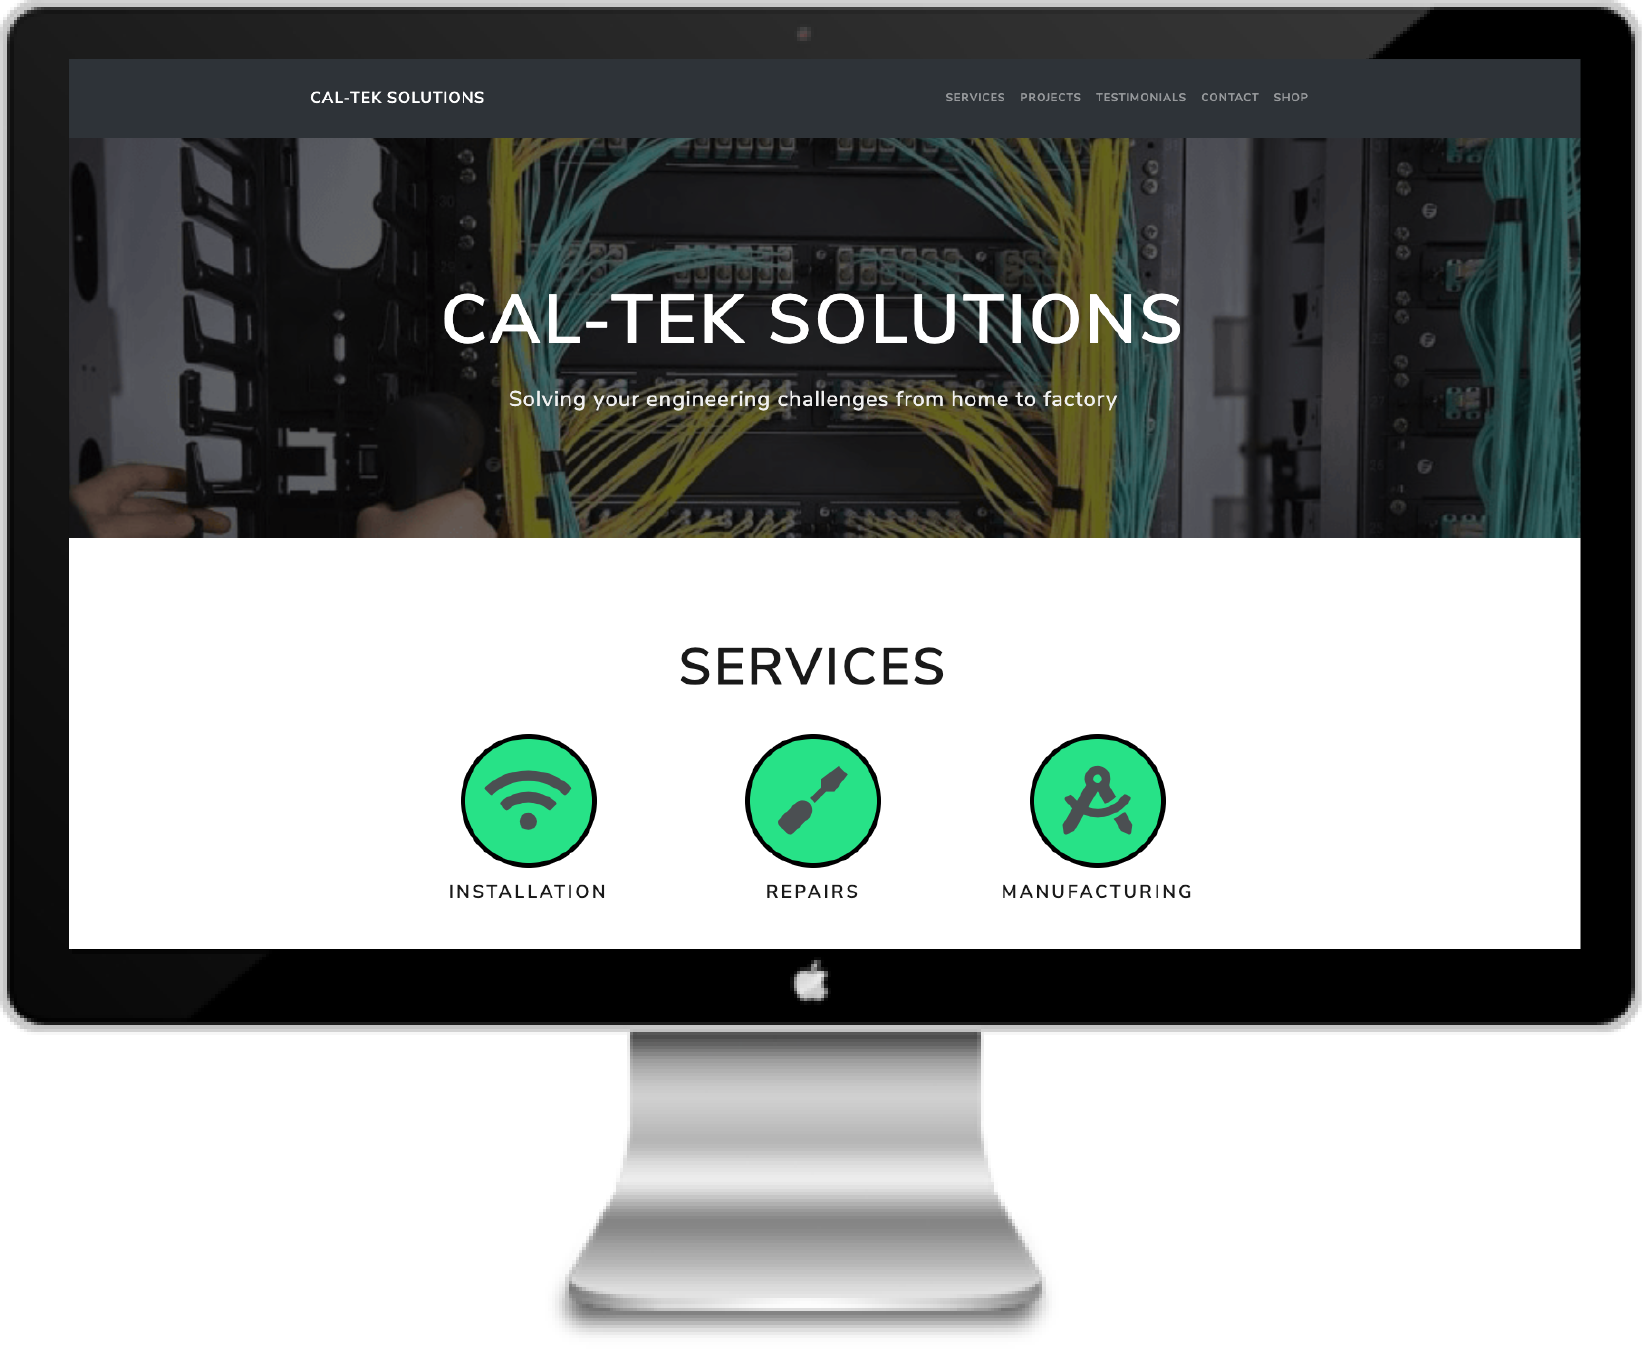 CAL-TEK SOLUTIONS
SERVICES PROJECTS TESTIMONIALS CONTACT SHOP
CAL-TEK SOLUTIONS
Solving your engineering challenges from home to factory
SERVICES
INSTALLATION REPAIRS MANUFACTURING